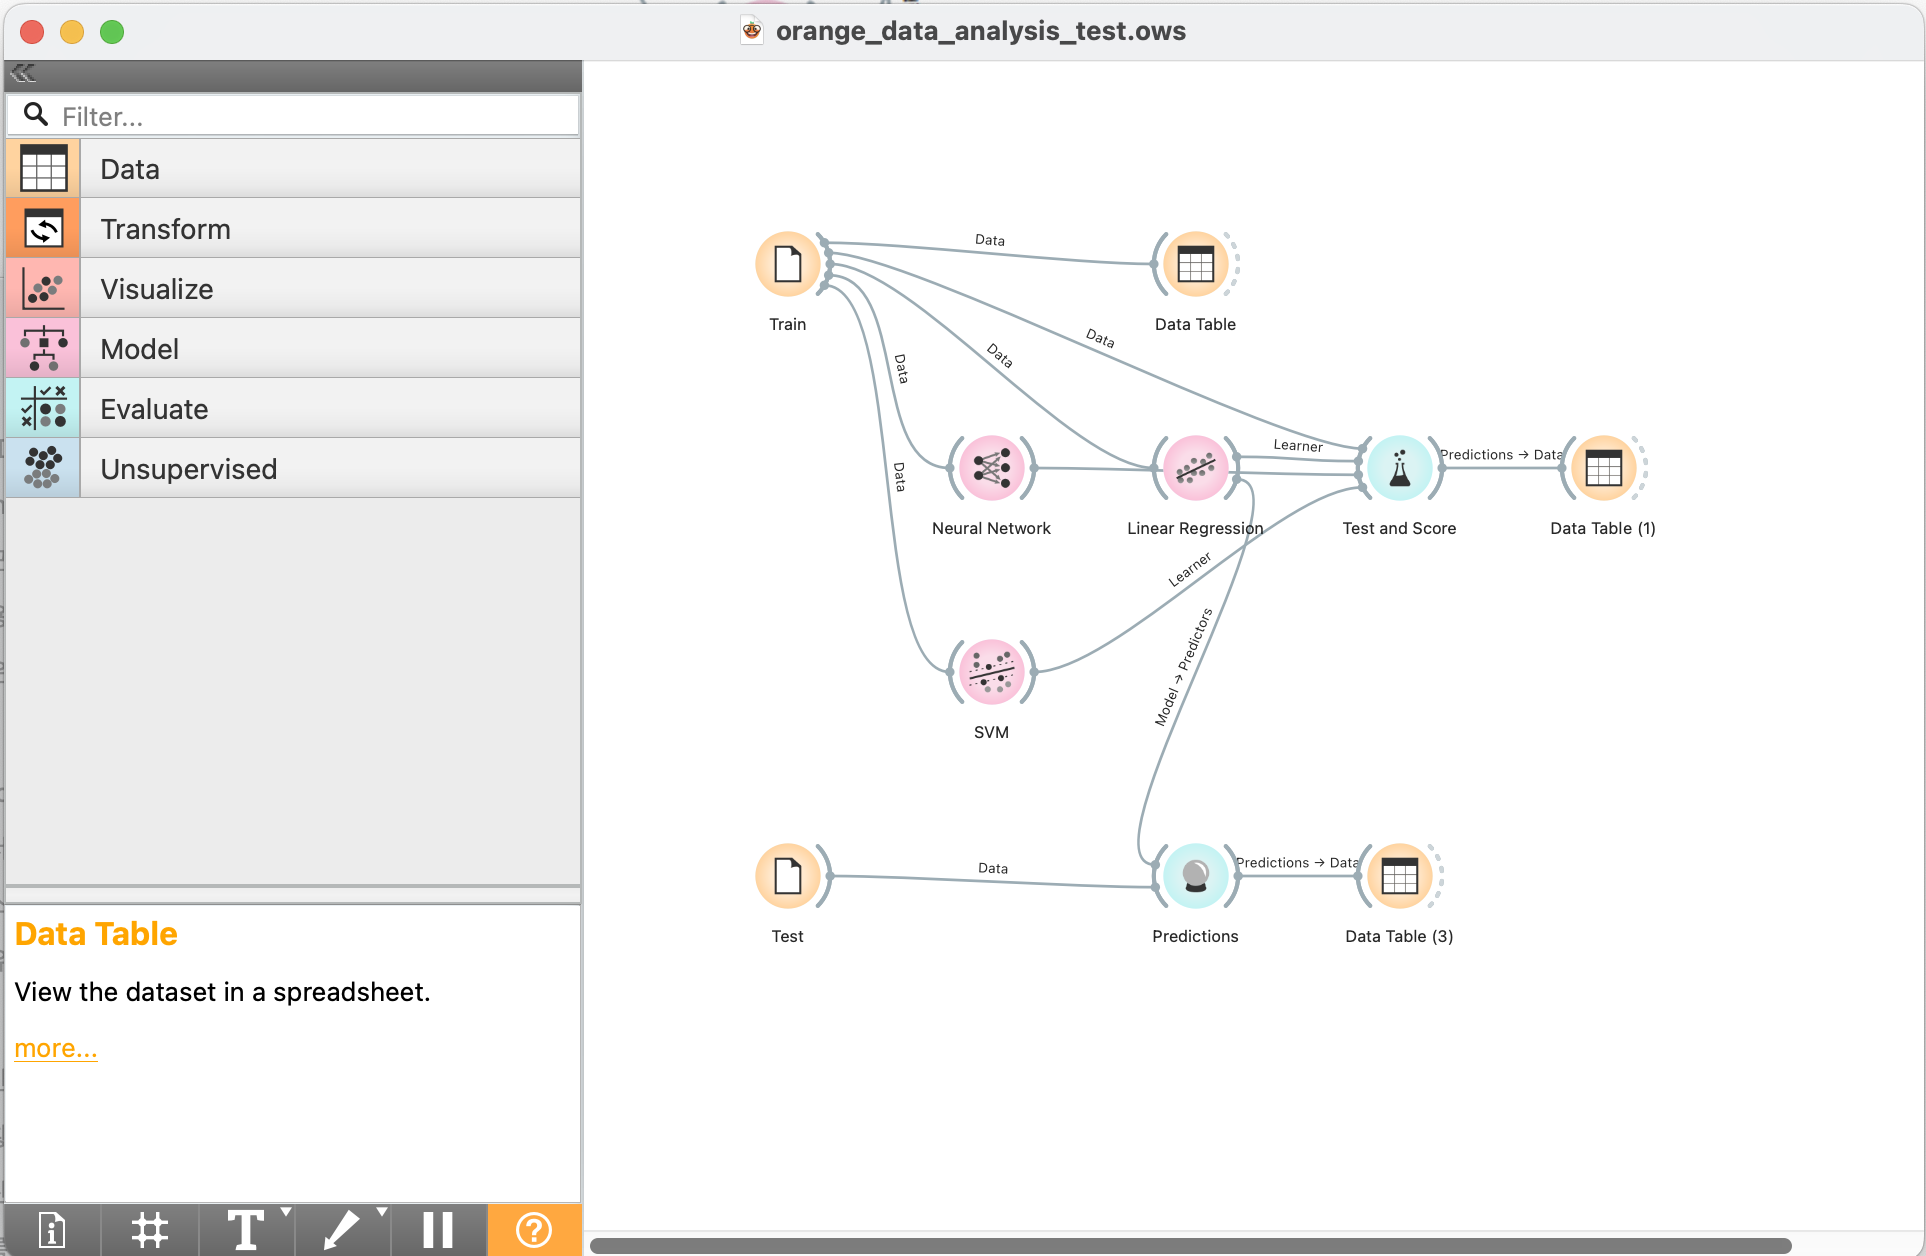 orange_data_analysis_test.ows
Filter...
Data
Transform
Visualize
Model
Evaluate
Unsupervised
Data Table
View the dataset in a spreadsheet.
more...
Data
Train
Data Table
Data
Data
Data
Data
Learner
Predictions → Data
Neural Network
Linear Regression
Test and Score
Data Table (1)
Learner
Model → Predictors
SVM
Data
Predictions → Data
Test
Predictions
Data Table (3)